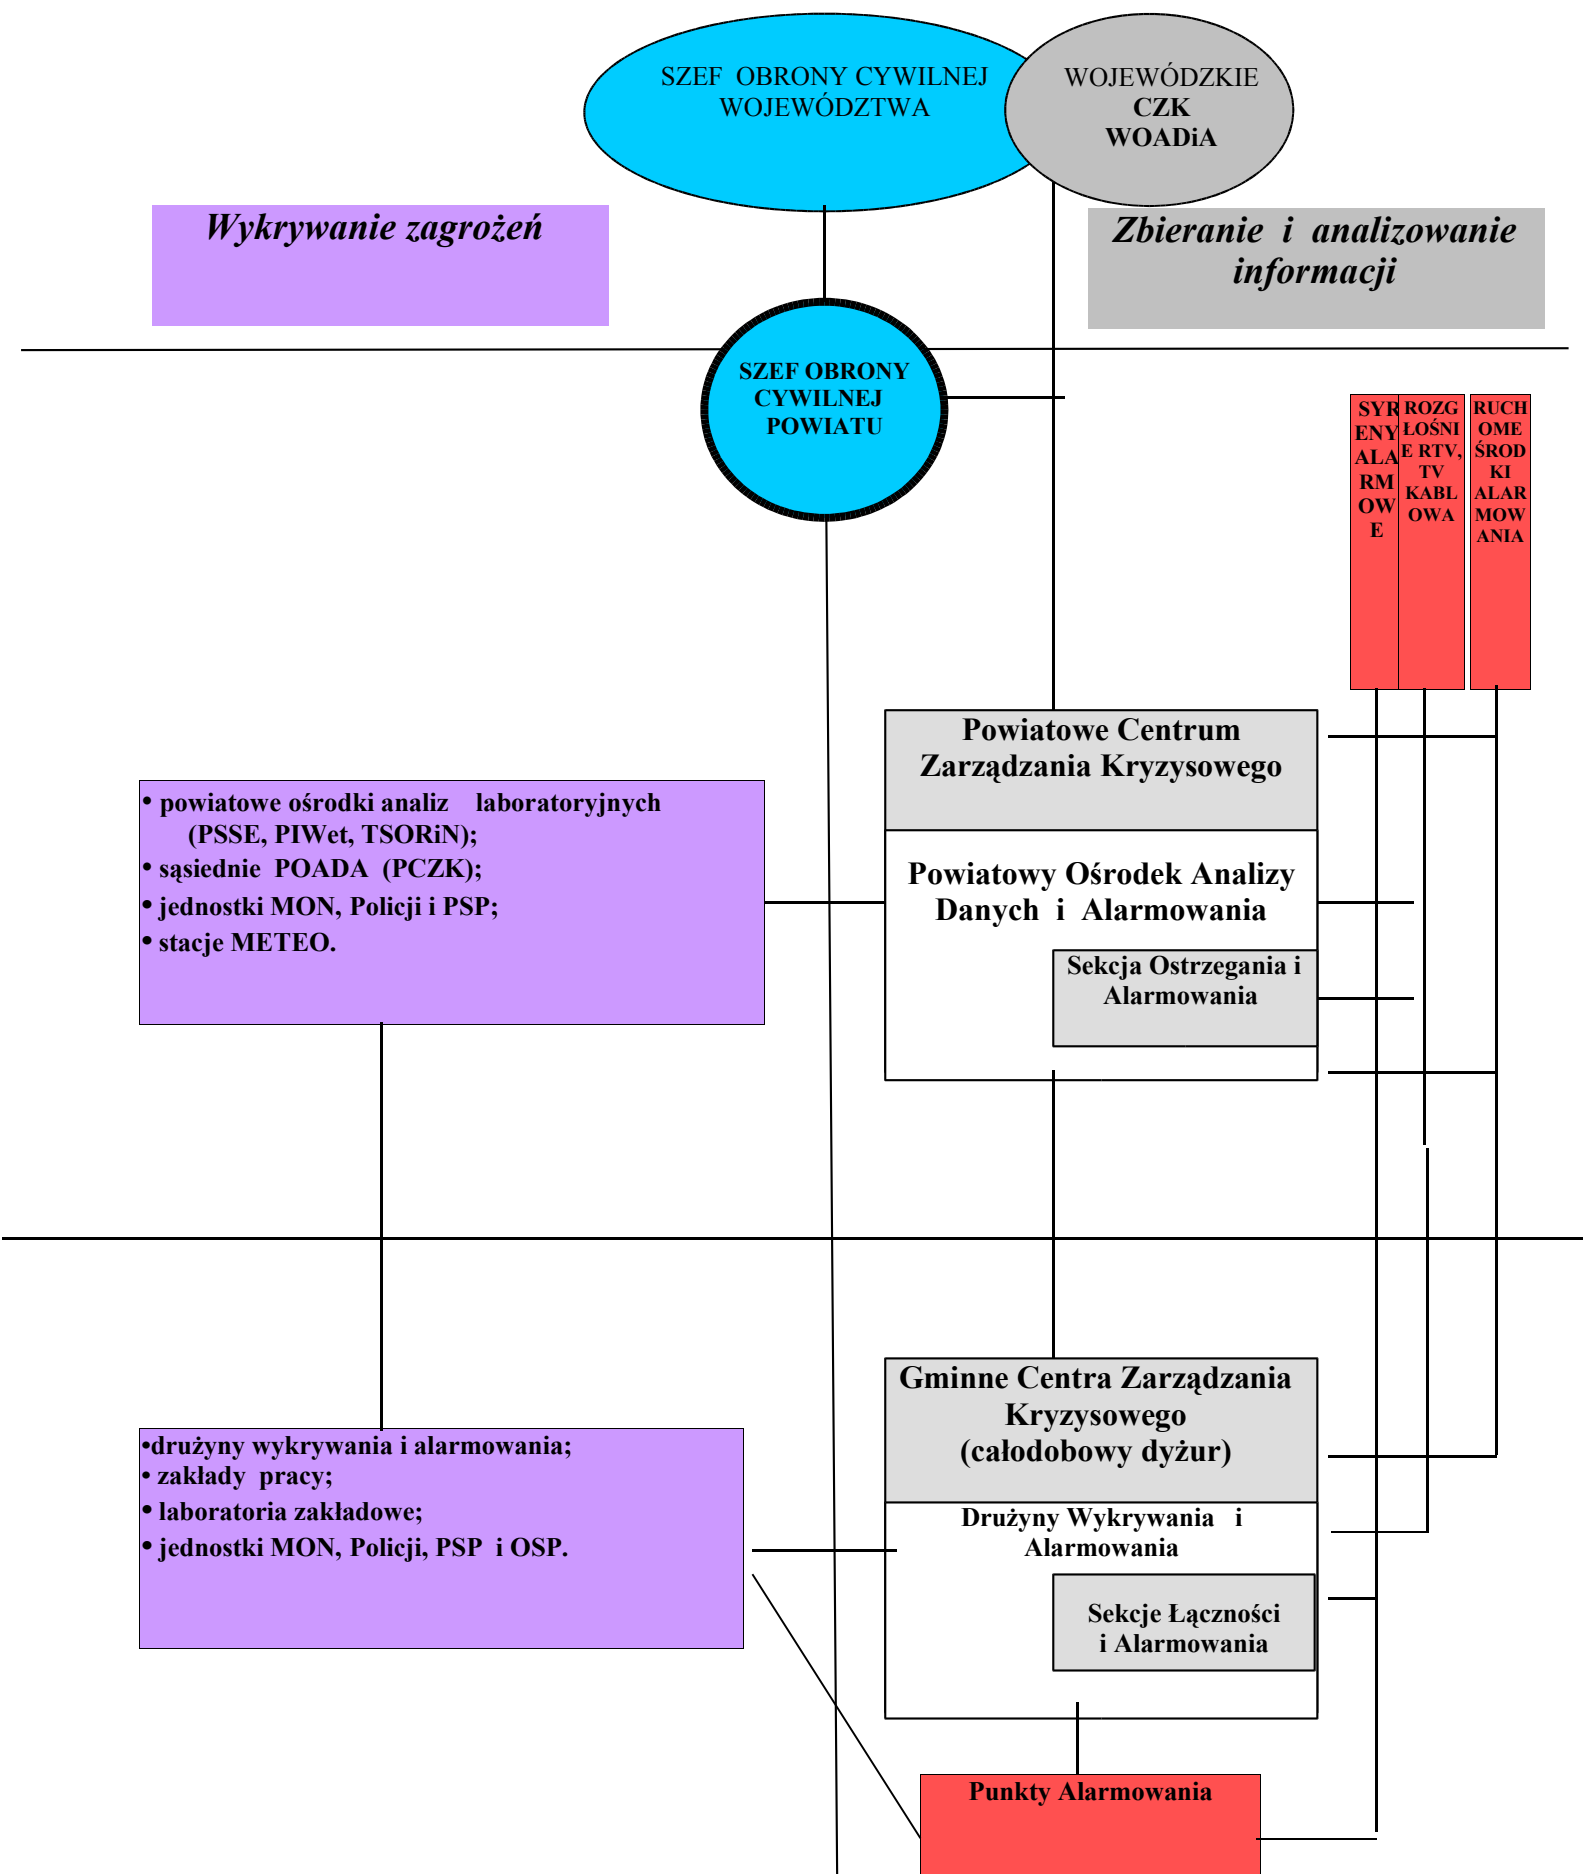 SZEF OBRONY CYWILNEJ
WOJEWÓDZTWA
WOJEWÓDZKIE
CZK
WOADiA
Wykrywanie zagrożeń
Zbieranie i analizowanie
informacji
SZEF OBRONY
CYWILNEJ
POWIATU
SYR
ENY
ALA
RM
OW
E
ROZG
ŁOŚNI
E RTV,
TV
KABL
OWA
RUCH
OME
ŚROD
KI
ALAR
MOW
ANIA
Powiatowe Centrum
Zarządzania Kryzysowego
• powiatowe ośrodki analiz laboratoryjnych
(PSSE, PIWet, TSORiN);
• sąsiednie POADA (PCZK);
• jednostki MON, Policji i PSP;
• stacje METEO.
Powiatowy Ośrodek Analizy
Danych i Alarmowania
Sekcja Ostrzegania i
Alarmowania
Gminne Centra Zarządzania
Kryzysowego
(całodobowy dyżur)
•drużyny wykrywania i alarmowania;
• zakłady pracy;
• laboratoria zakładowe;
• jednostki MON, Policji, PSP i OSP.
Drużyny Wykrywania i
Alarmowania
Sekcje Łączności
i Alarmowania
Punkty Alarmowania